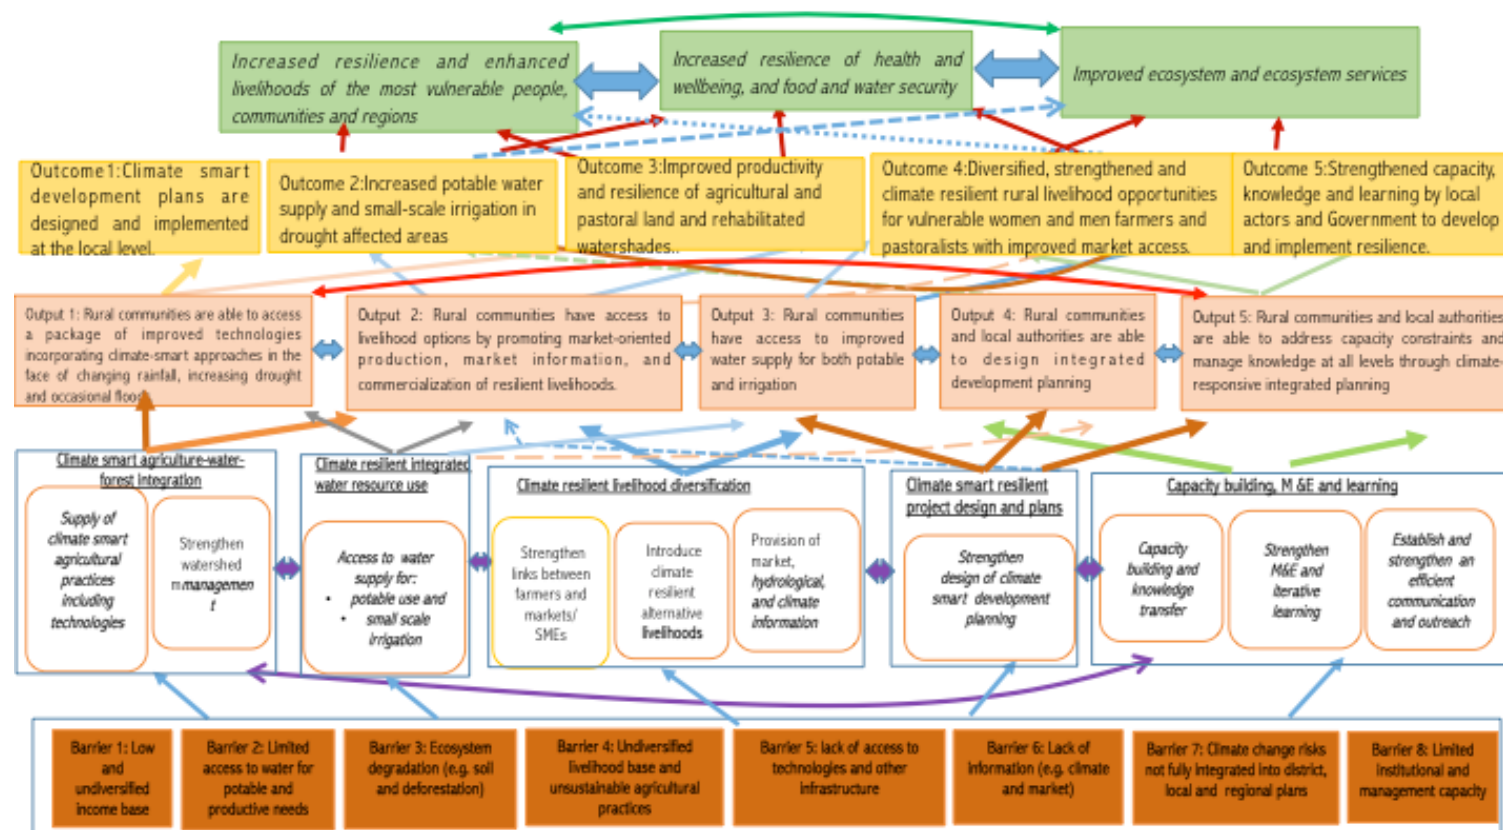 Increased resilience and enhanced
livelihoods of the most vulnerable people,
communities and regions
Increased resilience of health and
wellbeing, and food and water security
Improved ecosystem and ecosystem services
Outcome1:Climate smart
development plans are
designed and implemented
at the local level.
Outcome 2:Increased potable water
supply and small-scale irrigation in
drought affected areas
Outcome 3:Improved productivity
and resilience of agricultural and
pastoral land and rehabilitated
watershades..
Outcome 4:Diversified, strengthened and
climate resilient rural livelihood opportunities
for vulnerable women and men farmers and
pastoralists with improved market access.
Outcome 5:Strengthened capacity,
knowledge and learning by local
actors and Government to develop
and implement resilience.
Output 1: Rural communities are able to access
a package of improved technologies
incorporating climate-smart approaches in the
face of changing rainfall, increasing drought
and occasional floods
Output 2: Rural communities have access to
livelihood options by promoting market-oriented
production, market information, and
commercialization of resilient livelihoods.
Output 3: Rural communities
have access to improved
water supply for both potable
and irrigation
Output 4: Rural communities
and local authorities are able
to design integrated
development planning
Output 5: Rural communities and local authorities
are able to address capacity constraints and
manage knowledge at all levels through climate-
responsive integrated planning
Climate smart agriculture-water-
forest integration
Supply of
climate smart
agricultural
practices
including
technologies
Strengthen
watershed
managemen
t
Climate resilient integrated
water resource use
Access to water
supply for:
• potable use and
• small scale
irrigation
Climate resilient livelihood diversification
Strengthen
links between
farmers and
markets/
SMEs
Introduce
climate
resilient
alternative
livelihoods
Provision of
market,
hydrological,
and climate
information
Climate smart resilient
project design and plans
Strengthen
design of climate
smart development
planning
Capacity building, M &E and learning
Capacity
building and
knowledge
transfer
Strengthen
M&E and
iterative
learning
Establish and
strengthen an
efficient
communication
and outreach
Barrier 1: Low
and
undiversified
income base
Barrier 2: Limited
access to water for
potable and
productive needs
Barrier 3: Ecosystem
degradation (e.g. soil
and deforestation)
Barrier 4: Undiversified
livelihood base and
unsustainable agricultural
practices
Barrier 5: lack of access to
technologies and other
infrastructure
Barrier 6: Lack of
information (e.g. climate
and market)
Barrier 7: Climate change risks
not fully integrated into district,
local and regional plans
Barrier 8: Limited
institutional and
management capacity